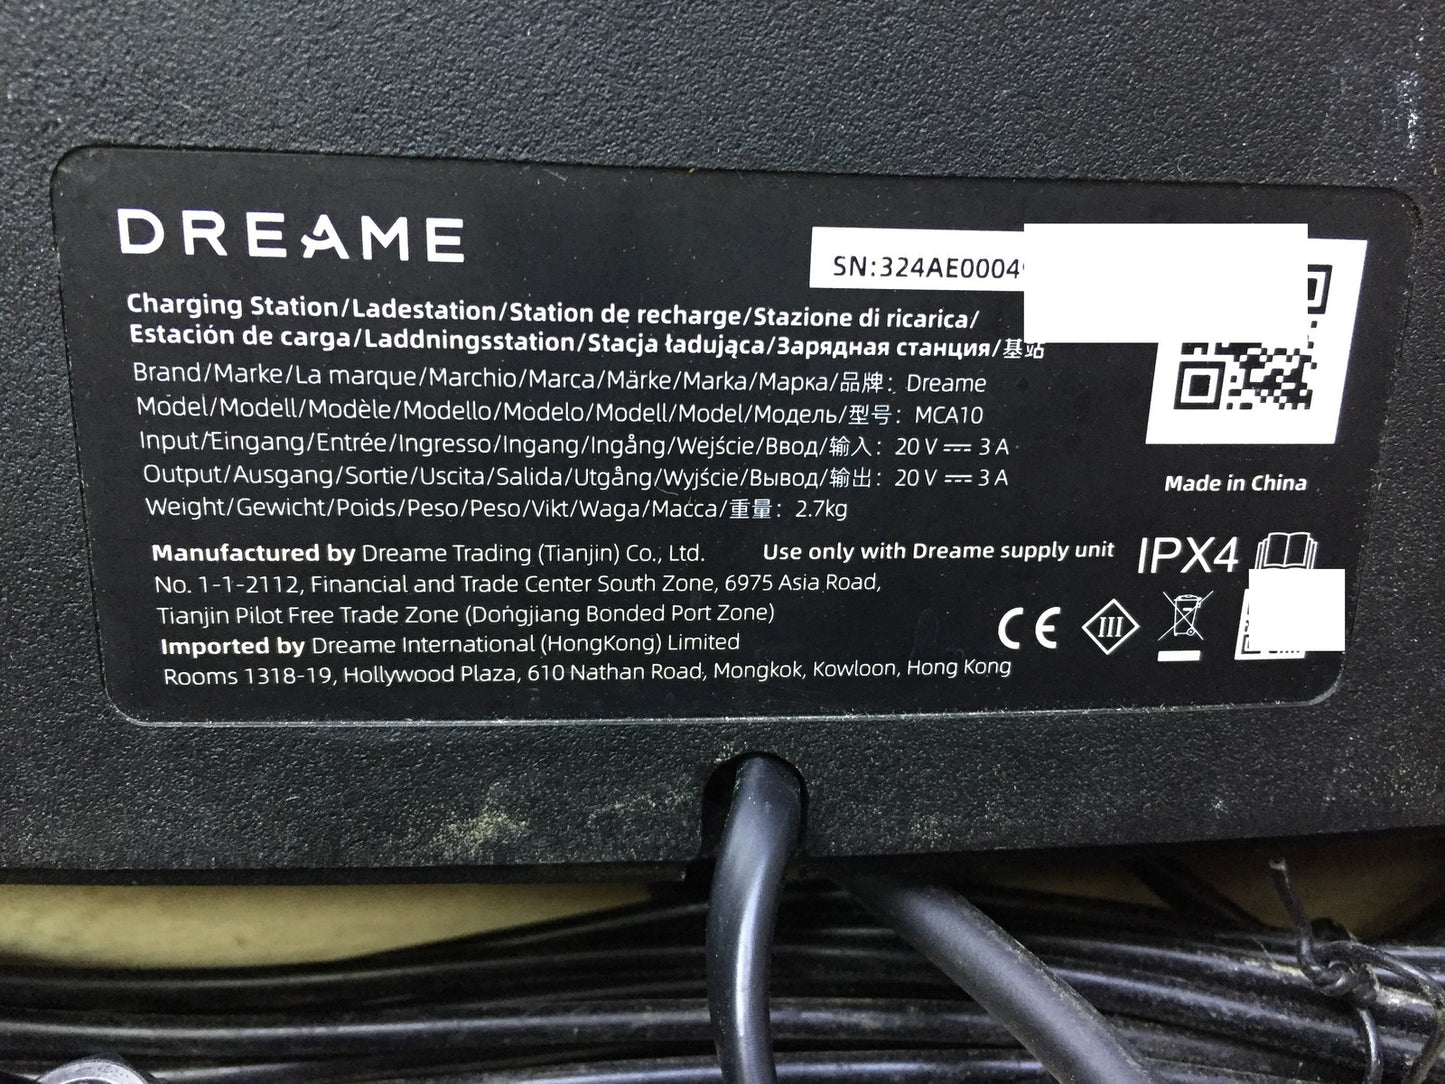 DREAME
SN:324AE0004
Charging Station/Ladestation/Station de recharge/Stazione di ricarica/
Estación de carga/Laddningsstation/Stacja ładująca/Зарядная станция/基站
Brand/Marke/La marque/Marchio/Marca/Märke/Marka/Марка/品牌: Dreame
Model/Modell/Modèle/Modello/Modelo/Modell/Model/Модель/型号: MCA10
Input/Eingang/Entrée/Ingresso/Ingang/Ingång/Wejście/Ввод/输入: 20 V ⎓ 3 A
Output/Ausgang/Sortie/Uscita/Salida/Utgång/Wyjście/Вывод/输出: 20 V ⎓ 3 A
Weight/Gewicht/Poids/Peso/Peso/Vikt/Waga/Масса/重量: 2.7kg
Made in China
Manufactured by Dreame Trading (Tianjin) Co., Ltd.
No. 1-1-2112, Financial and Trade Center South Zone, 6975 Asia Road,
Tianjin Pilot Free Trade Zone (Dongjiang Bonded Port Zone)
Imported by Dreame International (HongKong) Limited
Rooms 1318-19, Hollywood Plaza, 610 Nathan Road, Mongkok, Kowloon, Hong Kong
Use only with Dreame supply unit
IPX4
CE
III